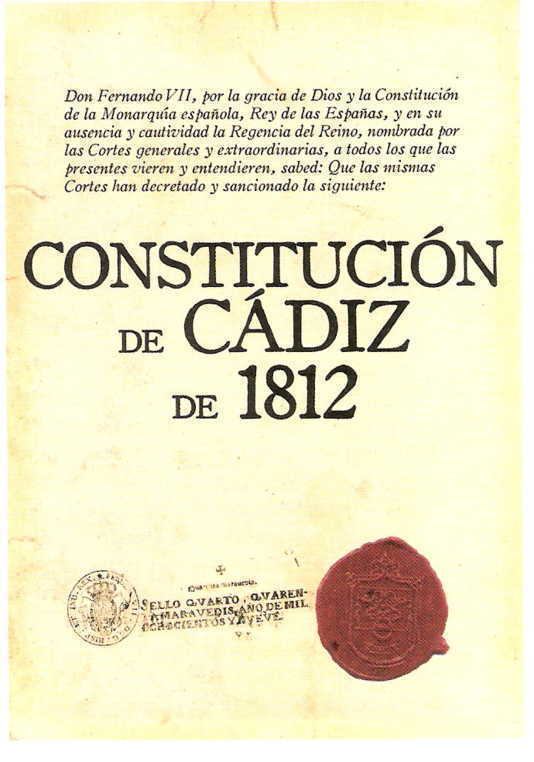 Don Fernando VII, por la gracia de Dios y la Constitución
de la Monarquía española, Rey de las Españas, y en su
ausencia y cautividad la Regencia del Reino, nombrada por
las Cortes generales y extraordinarias, a todos los que las
presentes vieren y entendieren, sabed: Que las mismas
Cortes han decretado y sancionado la siguiente:
CONSTITUCIÓN
DE CÁDIZ
DE 1812
SELLO QVARTO, QVAREN-
TA MARAVEDIS, AÑO DE MIL
OCHOCIENTOS Y NVEVE.